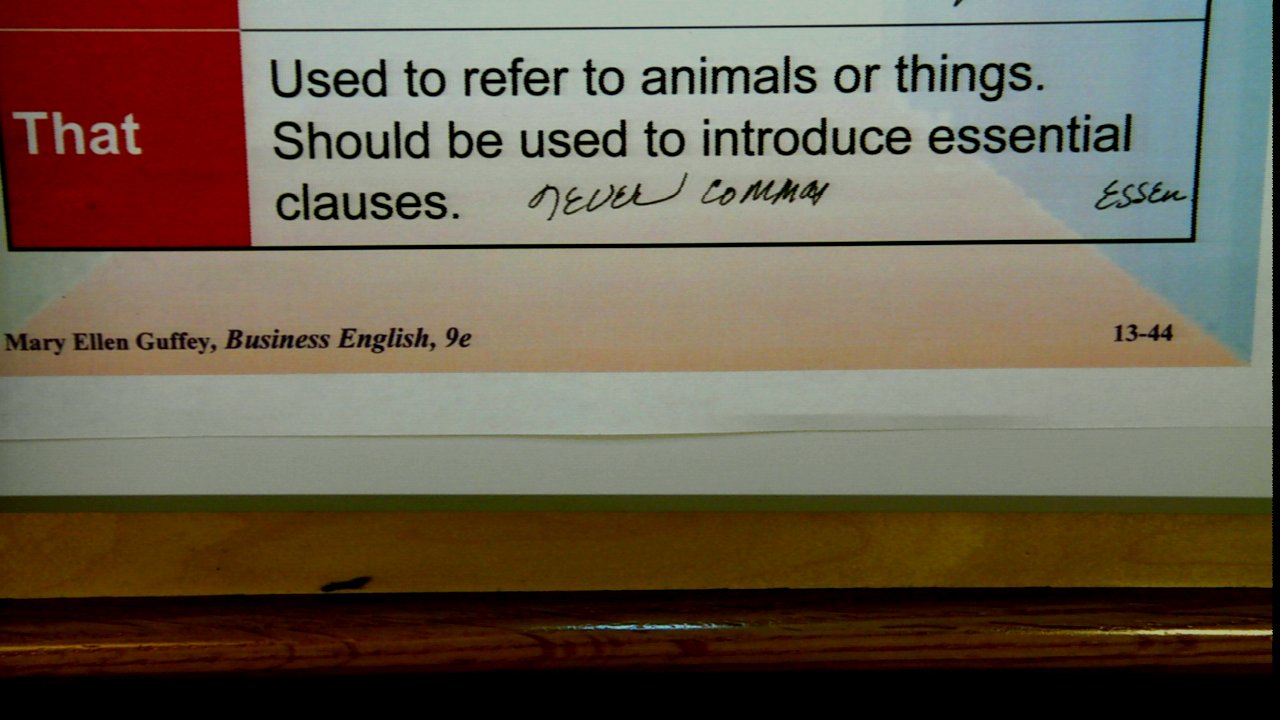 That
Used to refer to animals or things.
Should be used to introduce essential
clauses. never comma Essen
Mary Ellen Guffey, Business English, 9e
13-44